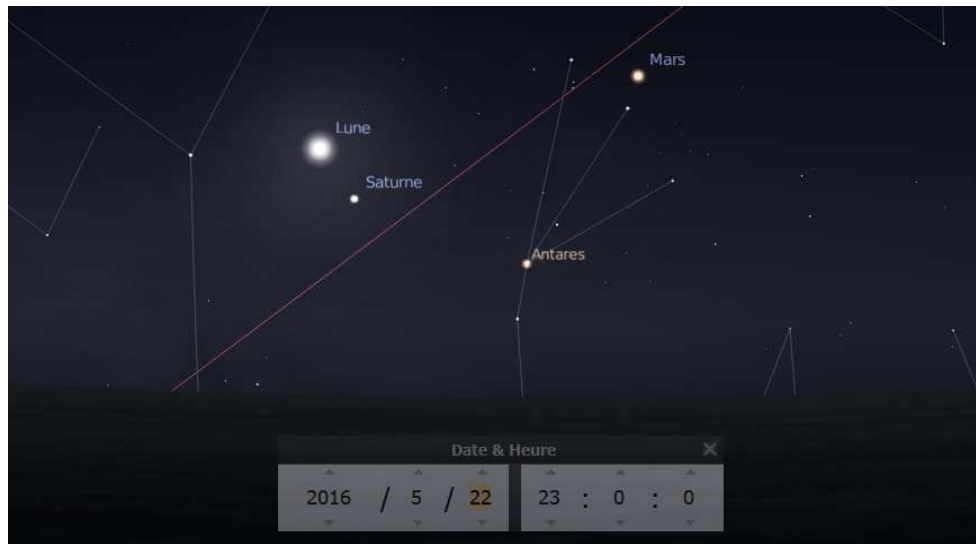 Mars
Lune
Saturne
Antares
Date & Heure
2016 / 5 / 22 23 : 0 : 0